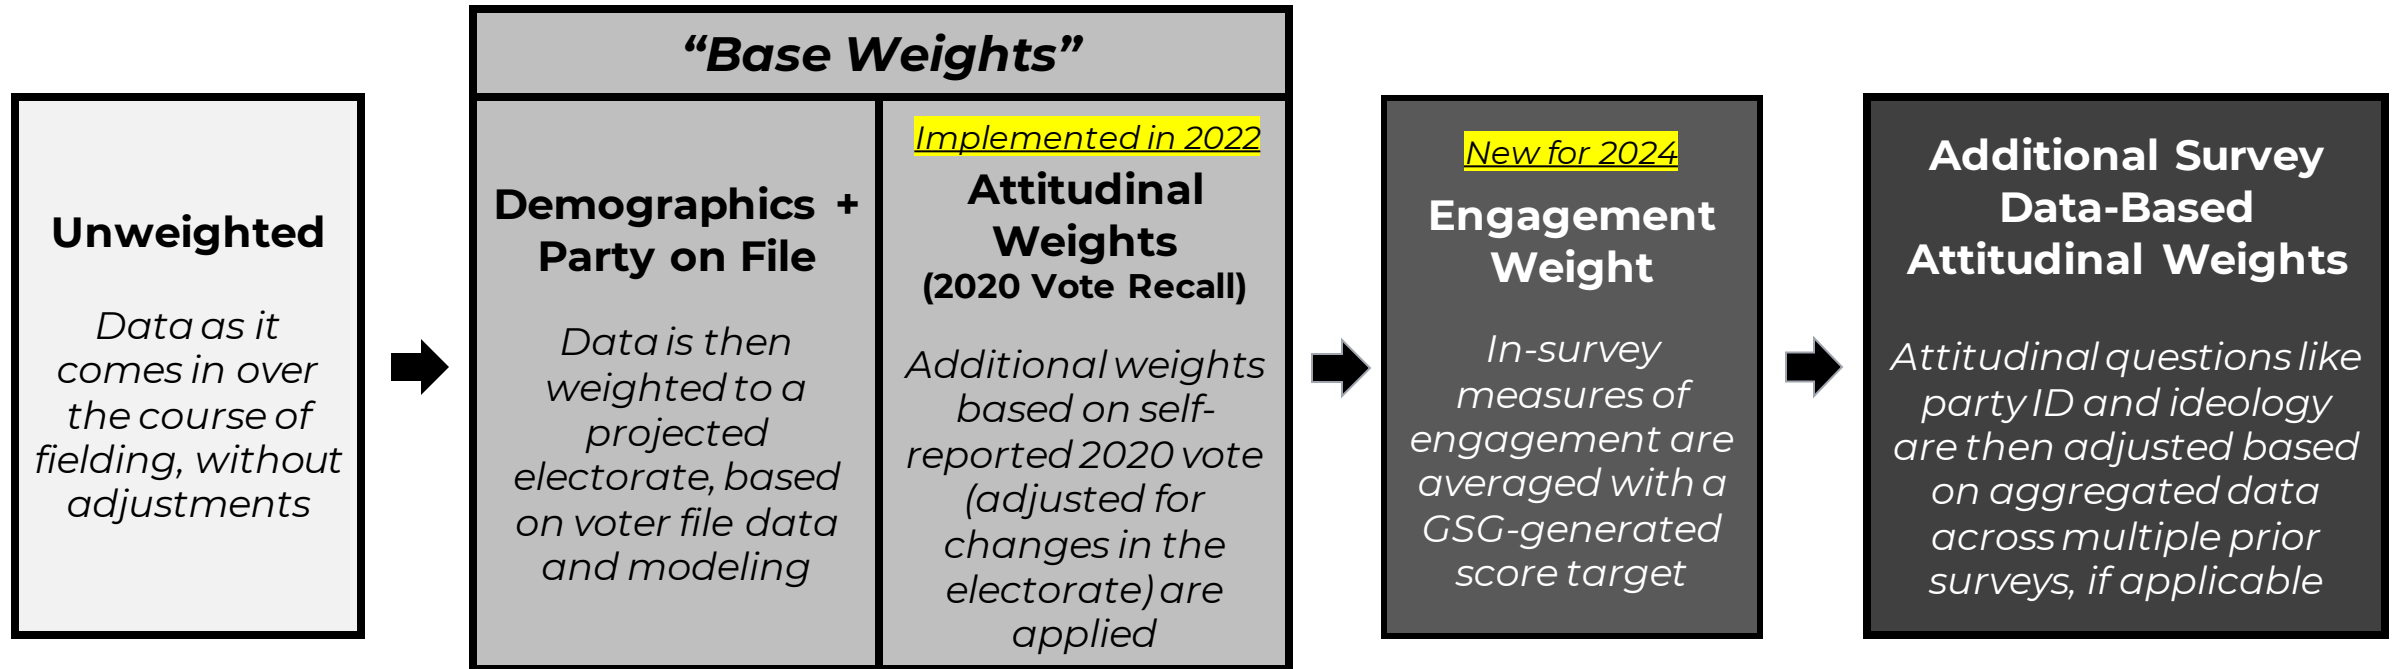 “Base Weights”
Unweighted
Data as it
comes in over
the course of
fielding, without
adjustments
Demographics +
Party on File
Data is then
weighted to a
projected
electorate, based
on voter file data
and modeling
Implemented in 2022
Attitudinal
Weights
(2020 Vote Recall)
Additional weights
based on self-
reported 2020 vote
(adjusted for
changes in the
electorate) are
applied
New for 2024
Engagement
Weight
In-survey
measures of
engagement are
averaged with a
GSG-generated
score target
Additional Survey
Data-Based
Attitudinal Weights
Attitudinal questions like
party ID and ideology
are then adjusted based
on aggregated data
across multiple prior
surveys, if applicable